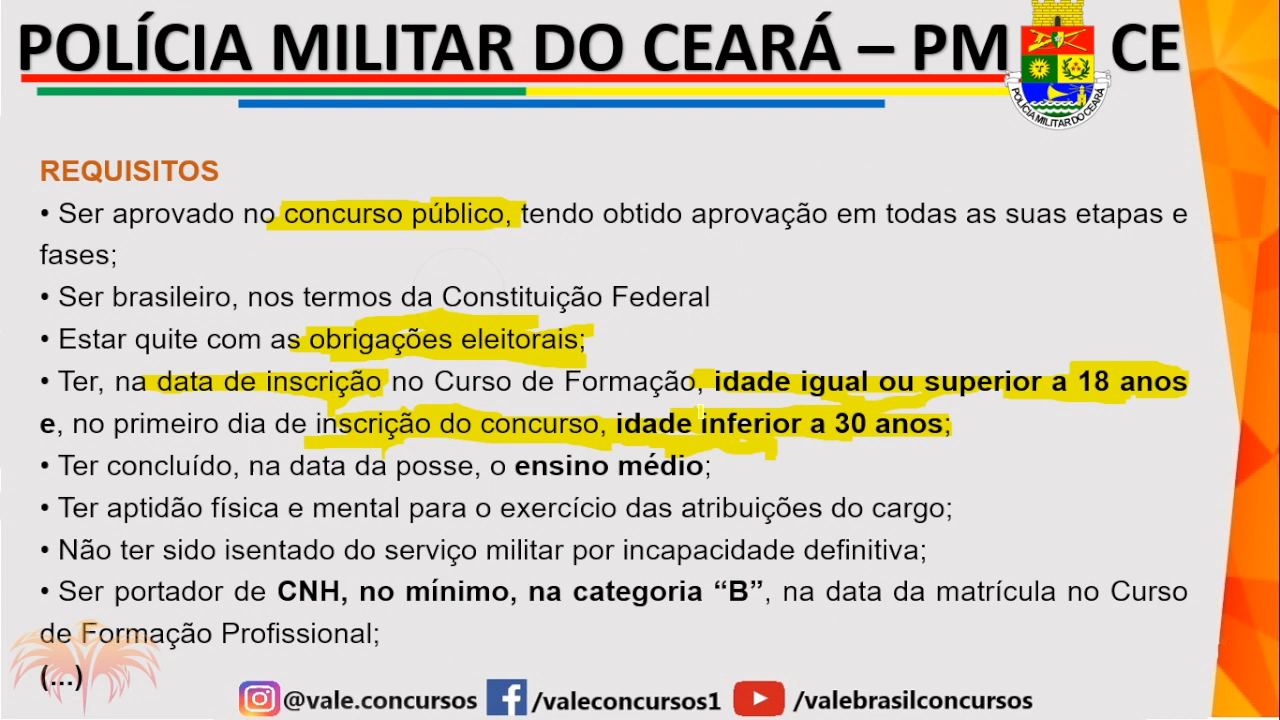 POLÍCIA MILITAR DO CEARÁ – PM CE
POLÍCIA MILITAR DO CEARÁ
REQUISITOS
• Ser aprovado no concurso público, tendo obtido aprovação em todas as suas etapas e
fases;
• Ser brasileiro, nos termos da Constituição Federal
• Estar quite com as obrigações eleitorais;
• Ter, na data de inscrição no Curso de Formação, idade igual ou superior a 18 anos
e, no primeiro dia de inscrição do concurso, idade inferior a 30 anos;
• Ter concluído, na data da posse, o ensino médio;
• Ter aptidão física e mental para o exercício das atribuições do cargo;
• Não ter sido isentado do serviço militar por incapacidade definitiva;
• Ser portador de CNH, no mínimo, na categoria “B”, na data da matrícula no Curso
de Formação Profissional;
(...)
@vale.concursos /valeconcursos1 /valebrasilconcursos